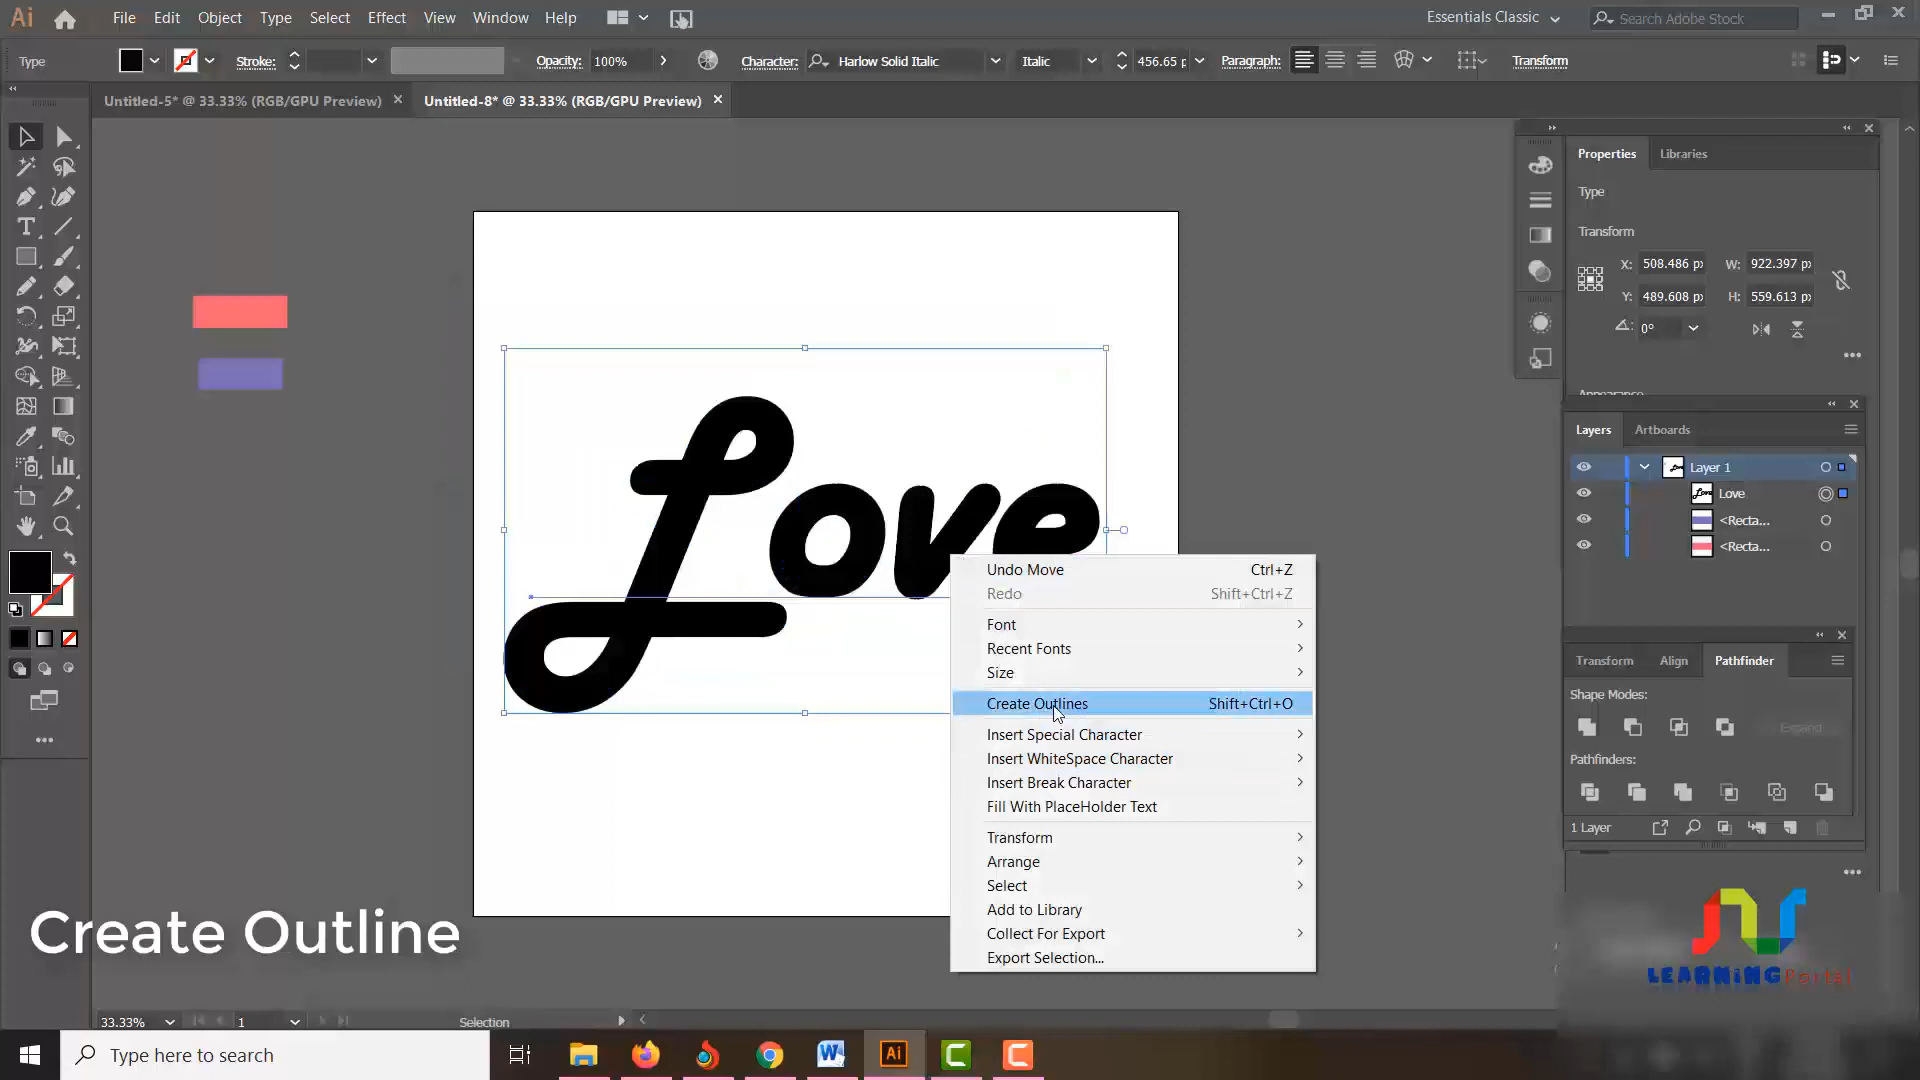 Ai File Edit Object Type Select Effect View Window Help Essentials Classic Search Adobe Stock
Type Stroke: Opacity: 100% Character: Harlow Solid Italic Italic 456.65 p Paragraph: Transform
Untitled-5* @ 33.33% (RGB/GPU Preview) × Untitled-8* @ 33.33% (RGB/GPU Preview) ×
Properties Libraries
Type
Transform
X: 508.486 px W: 922.397 px
Y: 489.608 px H: 559.613 px
0°
Appearance
Layers Artboards
Layer 1
Love
<Recta...
<Recta...
Love
Undo Move Ctrl+Z
Redo Shift+Ctrl+Z
Font
Recent Fonts
Size
Create Outlines Shift+Ctrl+O
Insert Special Character
Insert WhiteSpace Character
Insert Break Character
Fill With PlaceHolder Text
Transform
Arrange
Select
Add to Library
Collect For Export
Export Selection...
Transform Align Pathfinder
Shape Modes:
Expand
Pathfinders:
1 Layer
Create Outline
LEARNING Portal
33.33% 1 Selection
Type here to search